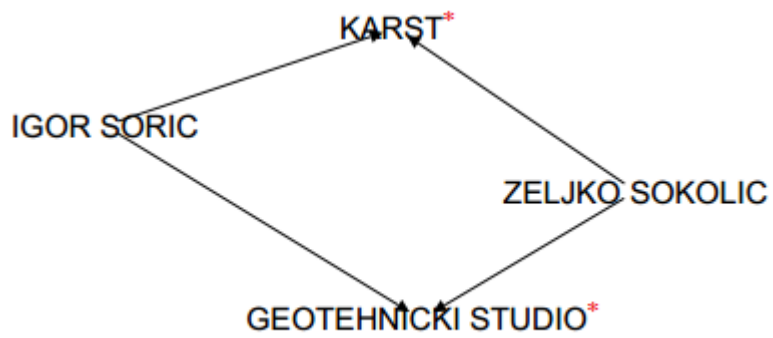 KARST*
IGOR SORIC
ZELJKO SOKOLIC
GEOTEHNICKI STUDIO*